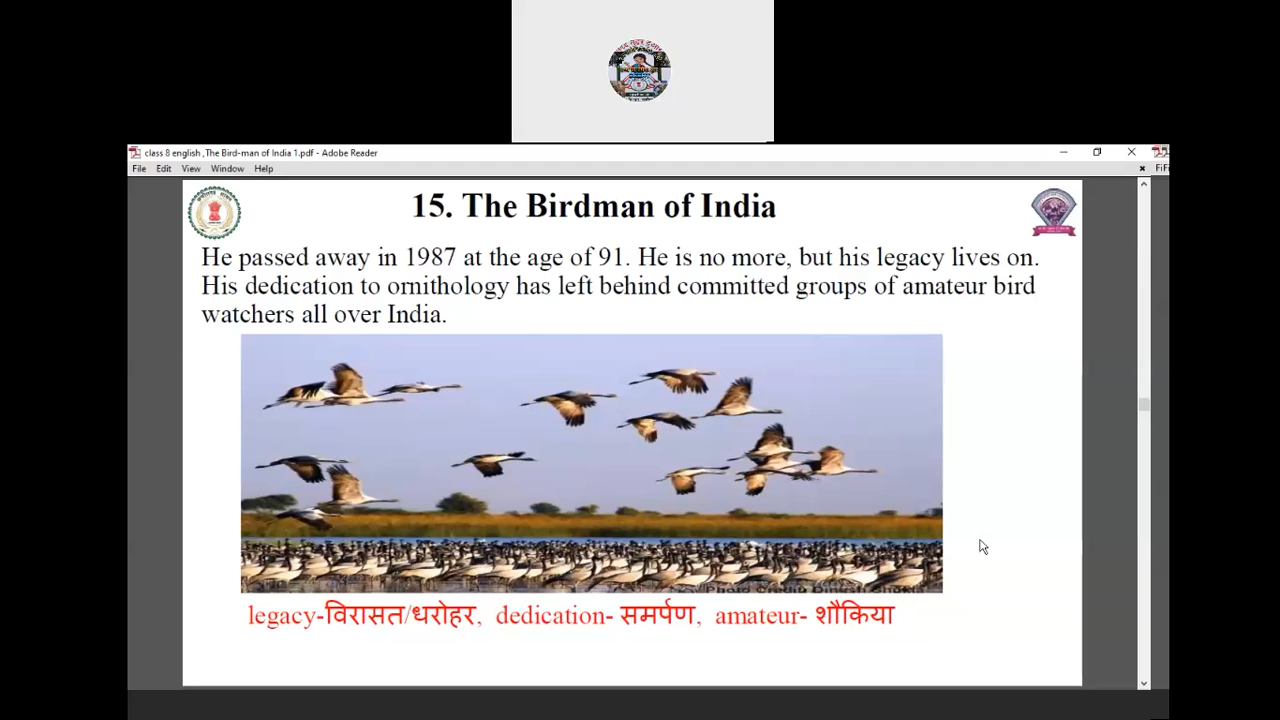 class 8 english ,The Bird-man of India 1.pdf - Adobe Reader
File Edit View Window Help
15. The Birdman of India
He passed away in 1987 at the age of 91. He is no more, but his legacy lives on.
His dedication to ornithology has left behind committed groups of amateur bird
watchers all over India.
legacy-विरासत/धरोहर, dedication- समर्पण, amateur- शौकिया